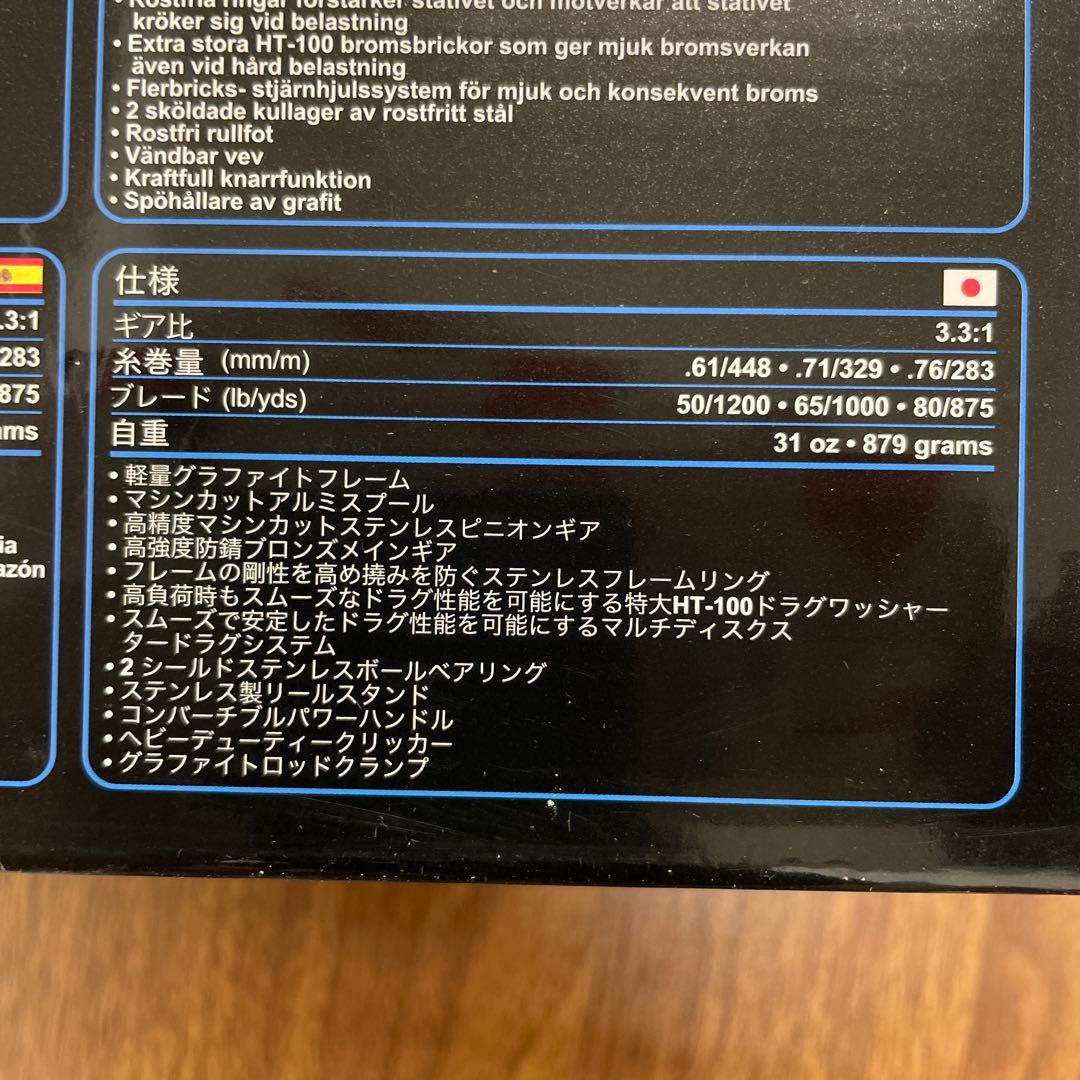 • Rostfria ringar förstärker stativet och motverkar att stativet
kröker sig vid belastning
• Extra stora HT-100 bromsbrickor som ger mjuk bromsverkan
även vid hård belastning
• Flerbricks- stjärnhjulssystem för mjuk och konsekvent broms
• 2 sköldade kullager av rostfritt stål
• Rostfri rullfot
• Vändbar vev
• Kraftfull knarrfunktion
• Spöhållare av grafit
.3:1
283
875
ams
ia
azón
仕様
ギア比 3.3:1
糸巻量 (mm/m) .61/448 • .71/329 • .76/283
ブレード (lb/yds) 50/1200 • 65/1000 • 80/875
自重 31 oz • 879 grams
• 軽量グラファイトフレーム
• マシンカットアルミスプール
• 高精度マシンカットステンレスピニオンギア
• 高強度防錆ブロンズメインギア
• フレームの剛性を高め撓みを防ぐステンレスフレームリング
• 高負荷時もスムーズなドラグ性能を可能にする特大HT-100ドラグワッシャー
• スムーズで安定したドラグ性能を可能にするマルチディスクス
タードラグシステム
• 2 シールドステンレスボールベアリング
• ステンレス製リールスタンド
• コンバーチブルパワーハンドル
• ヘビーデューティークリッカー
• グラファイトロッドクランプ